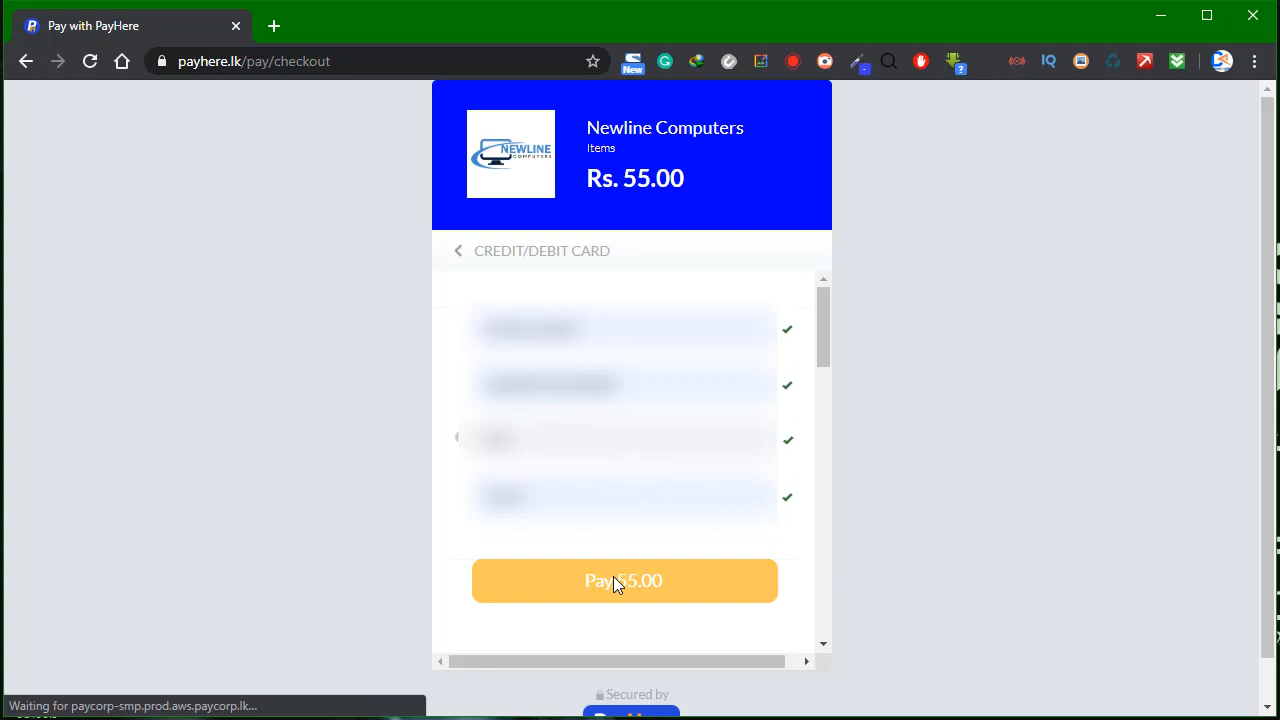 Pay with PayHere
payhere.lk/pay/checkout
New
IQ
?
NEWLINE
COMPUTERS
Newline Computers
Items
Rs. 55.00
CREDIT/DEBIT CARD
Pay 55.00
Secured by
Waiting for paycorp-smp.prod.aws.paycorp.lk...